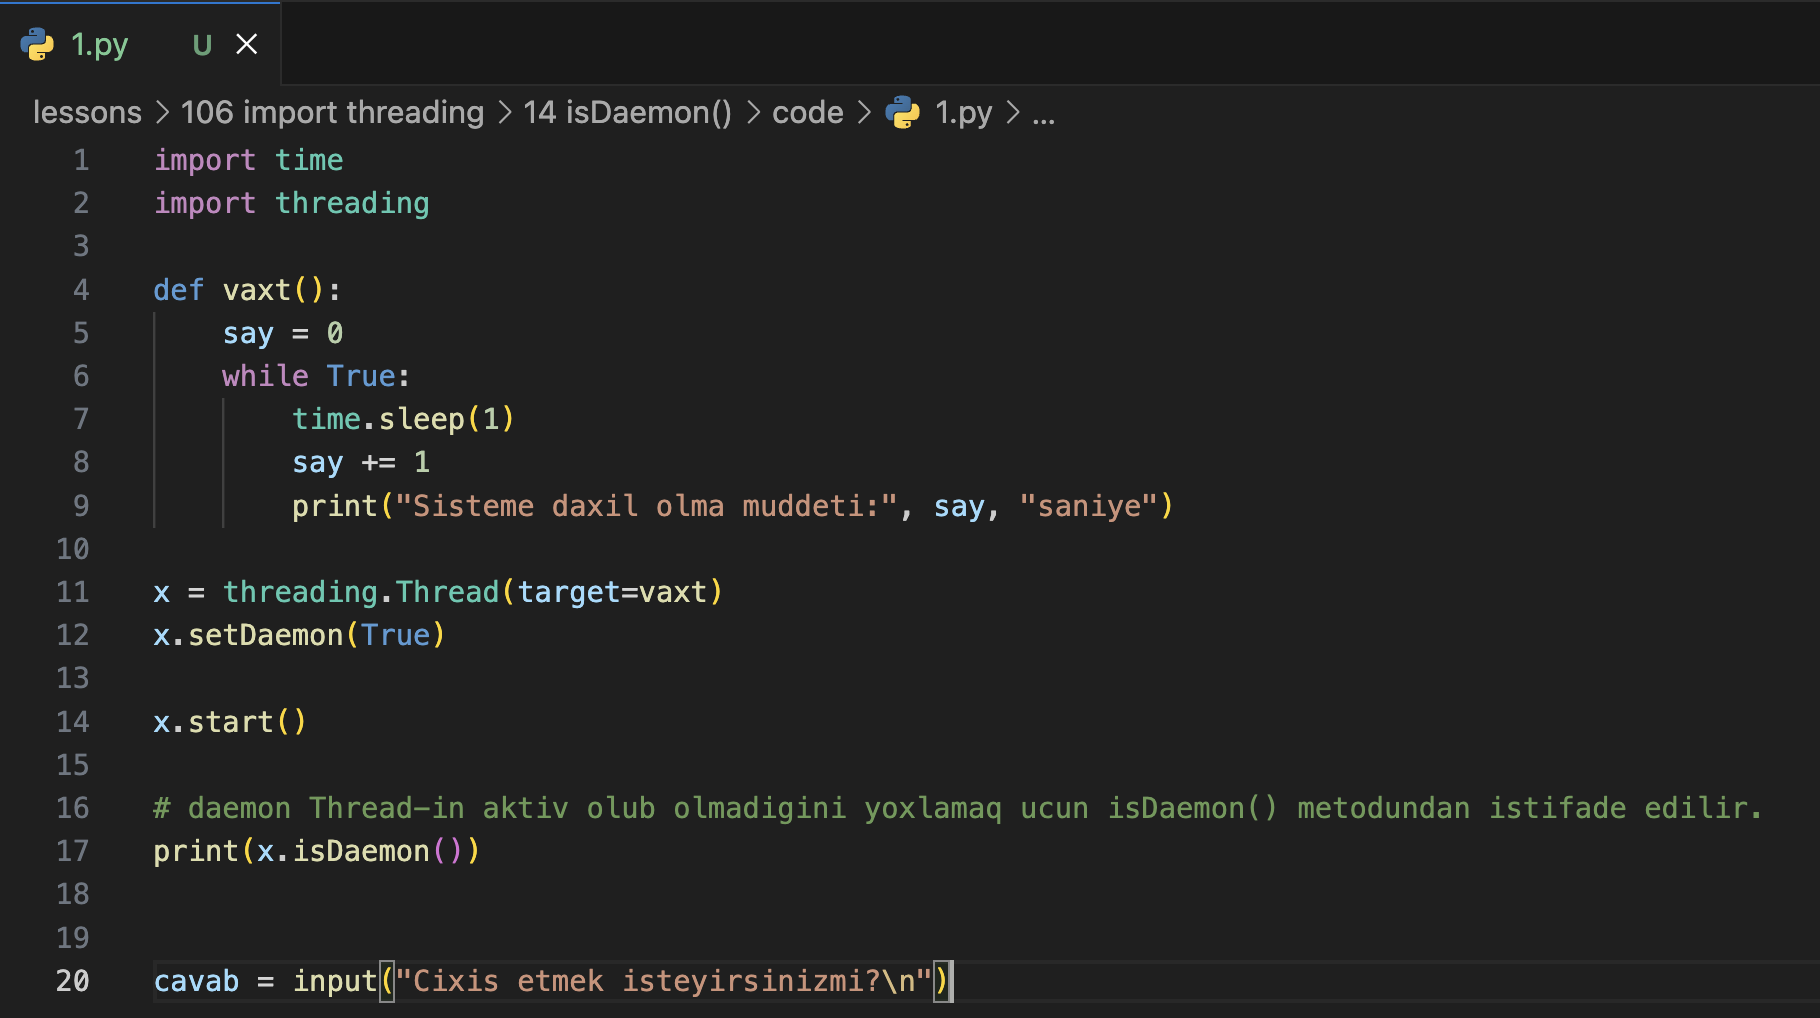 1.py U
lessons > 106 import threading > 14 isDaemon() > code > 1.py > ...
1 import time
2 import threading
3
4 def vaxt():
5     say = 0
6     while True:
7         time.sleep(1)
8         say += 1
9         print("Sisteme daxil olma muddeti:", say, "saniye")
10
11 x = threading.Thread(target=vaxt)
12 x.setDaemon(True)
13
14 x.start()
15
16 # daemon Thread-in aktiv olub olmadigini yoxlamaq ucun isDaemon() metodundan istifade edilir.
17 print(x.isDaemon())
18
19
20 cavab = input("Cixis etmek isteyirsinizmi?\n")